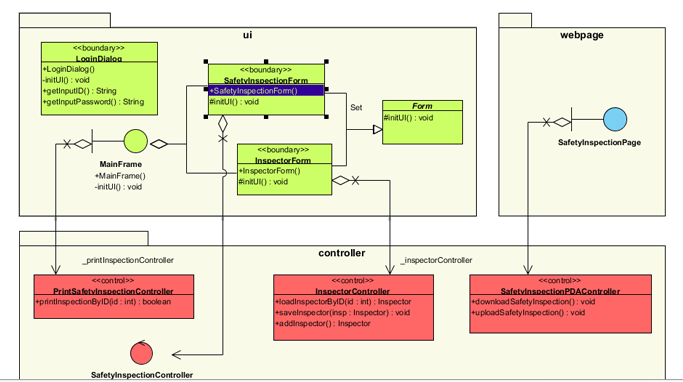 ui
webpage
<<boundary>>
LoginDialog
+LoginDialog()
-initUI() : void
+getInputID() : String
+getInputPassword() : String
<<boundary>>
SafetyInspectionForm
+SafetyInspectionForm()
#initUI() : void
Set
Form
#initUI() : void
SafetyInspectionPage
MainFrame
+MainFrame()
-initUI() : void
<<boundary>>
InspectorForm
+InspectorForm()
#initUI() : void
controller
_printInspectionController
_inspectorController
<<control>>
PrintSafetyInspectionController
+printInspectionByID(id : int) : boolean
<<control>>
InspectorController
+loadInspectorByID(id : int) : Inspector
+saveInspector(insp : Inspector) : void
+addInspector() : Inspector
<<control>>
SafetyInspectionPDAController
+downloadSafetyInspection() : void
+uploadSafetyInspection() : void
SafetyInspectionController